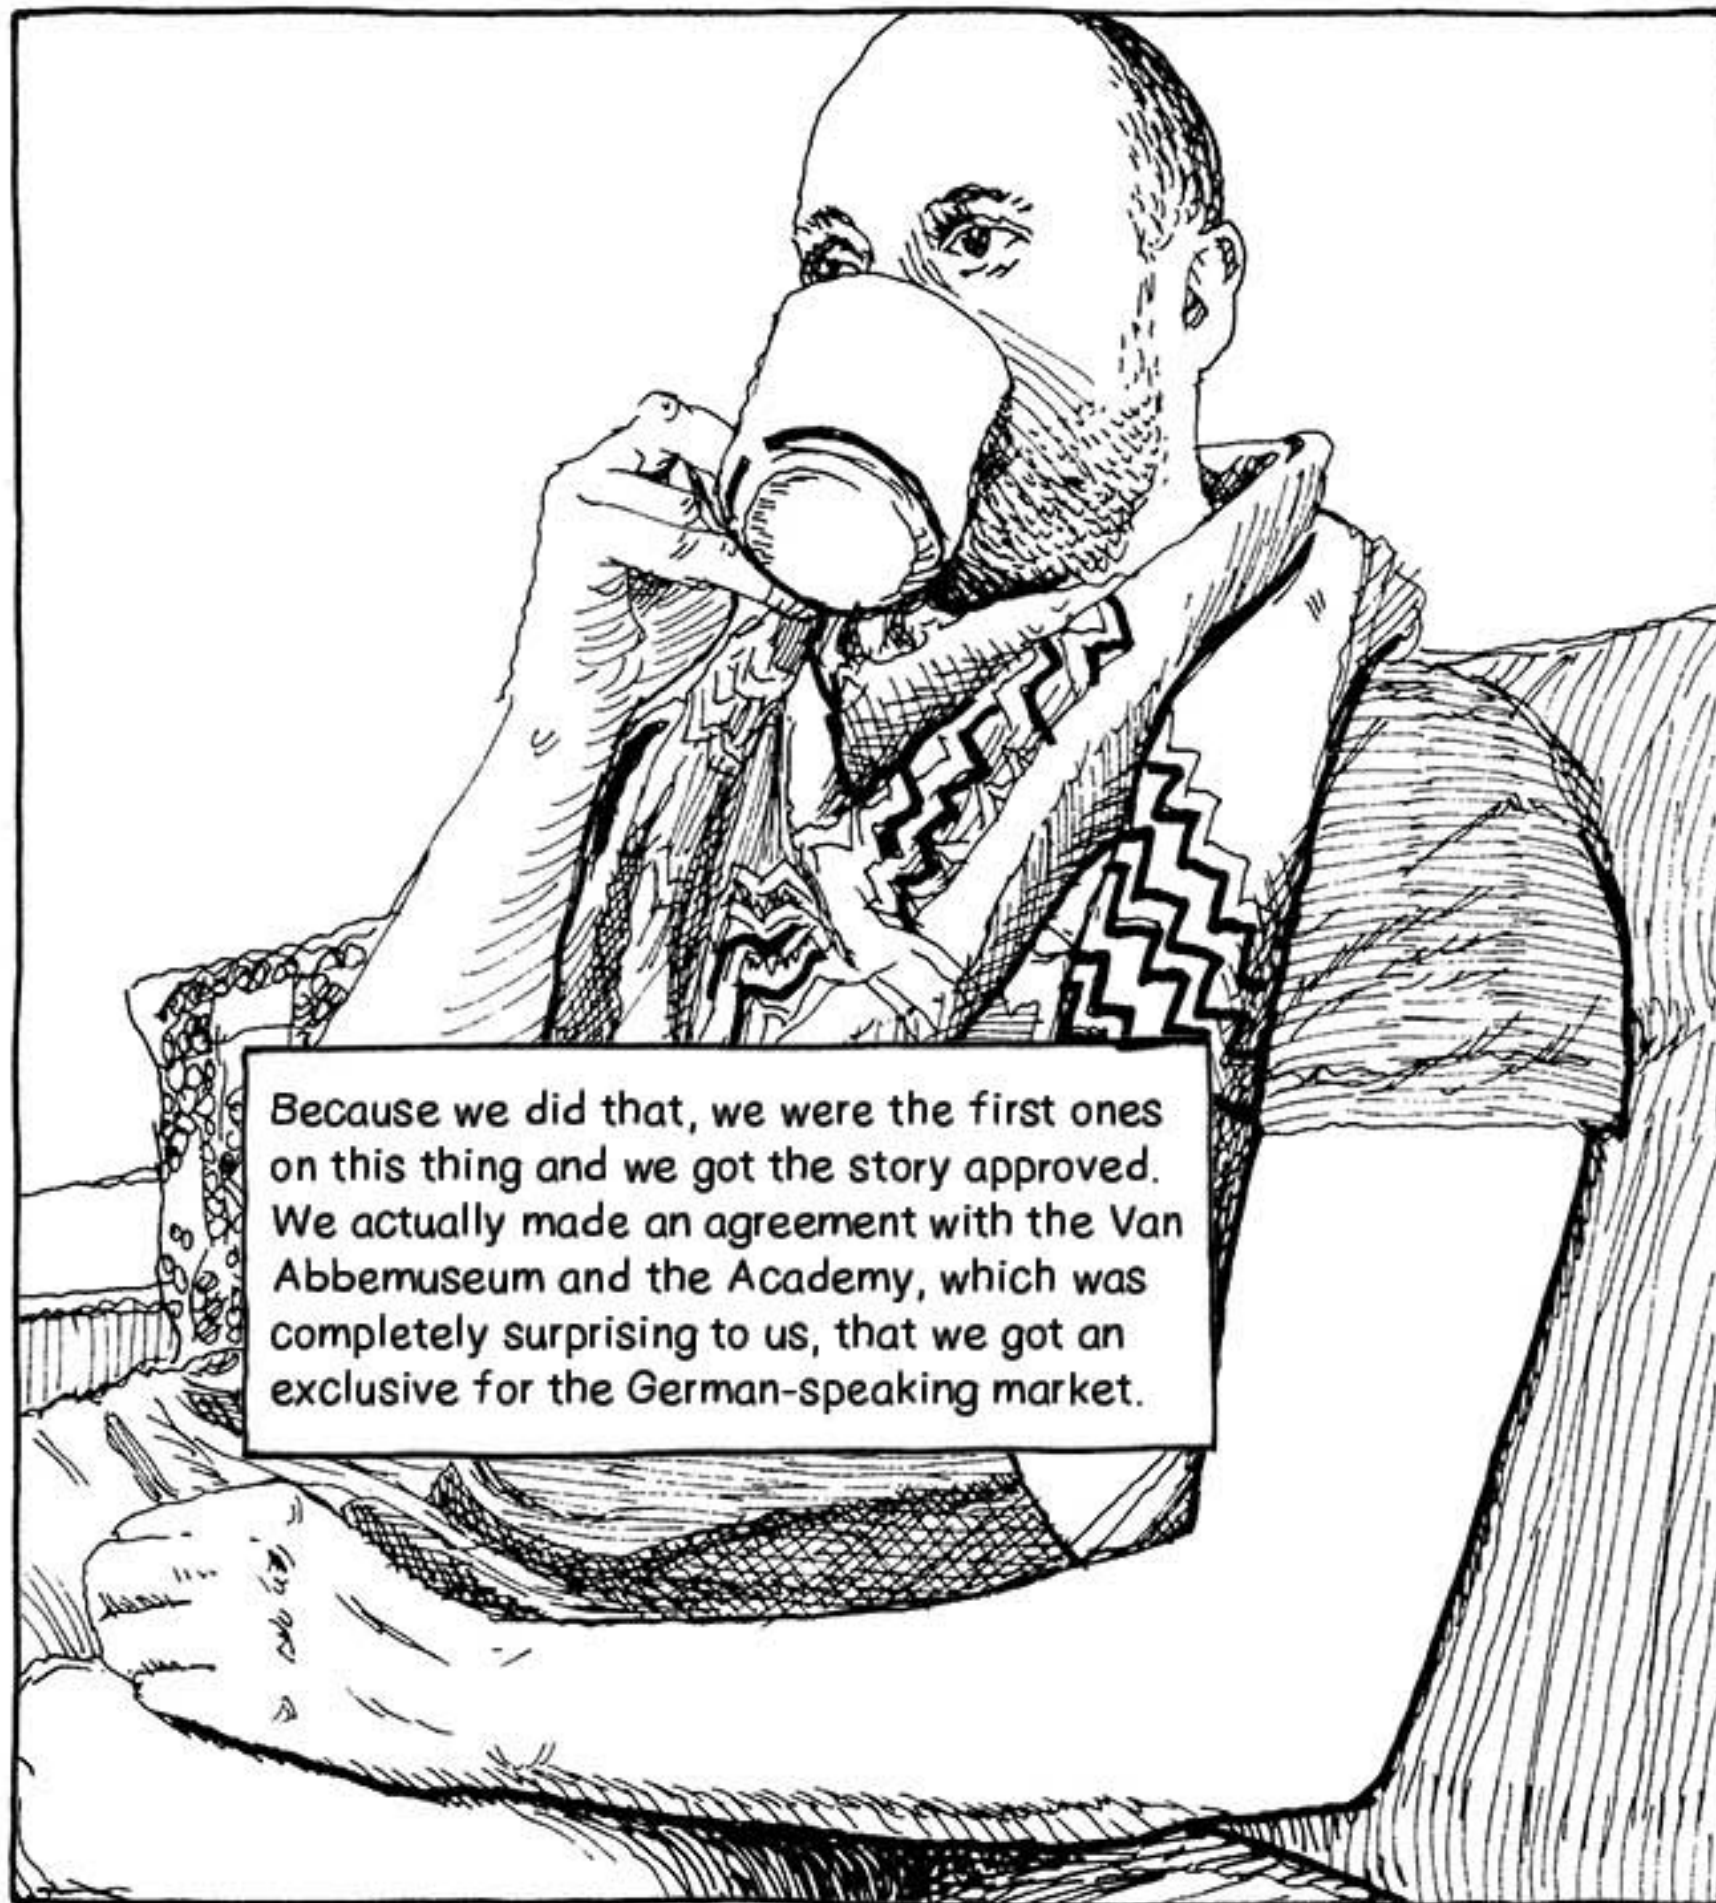 Because we did that, we were the first ones
on this thing and we got the story approved.
We actually made an agreement with the Van
Abbemuseum and the Academy, which was
completely surprising to us, that we got an
exclusive for the German-speaking market.